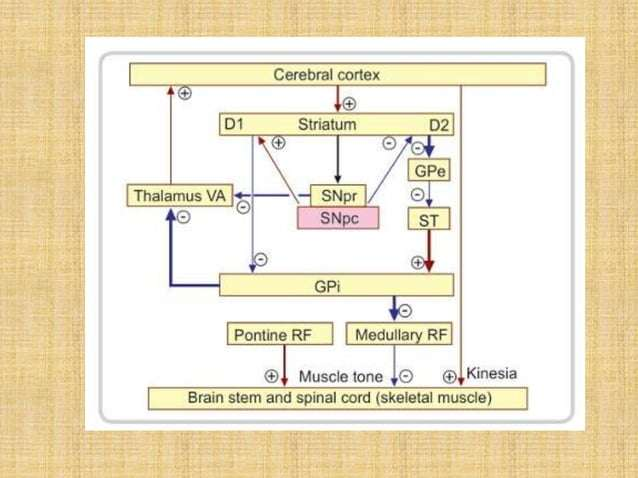 Cerebral cortex
+
+
D1 Striatum D2
+
-
-
GPe
Thalamus VA
-
-
SNpr
SNpc
-
ST
-
+
GPi
-
Pontine RF
Medullary RF
+
Muscle tone
-
+
Kinesia
Brain stem and spinal cord (skeletal muscle)